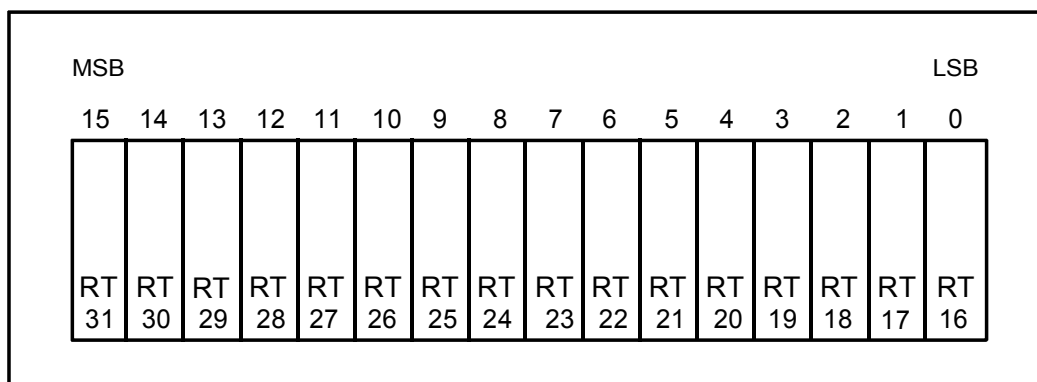 MSB LSB
15 14 13 12 11 10 9 8 7 6 5 4 3 2 1 0
RT RT RT RT RT RT RT RT RT RT RT RT RT RT RT RT
31 30 29 28 27 26 25 24 23 22 21 20 19 18 17 16